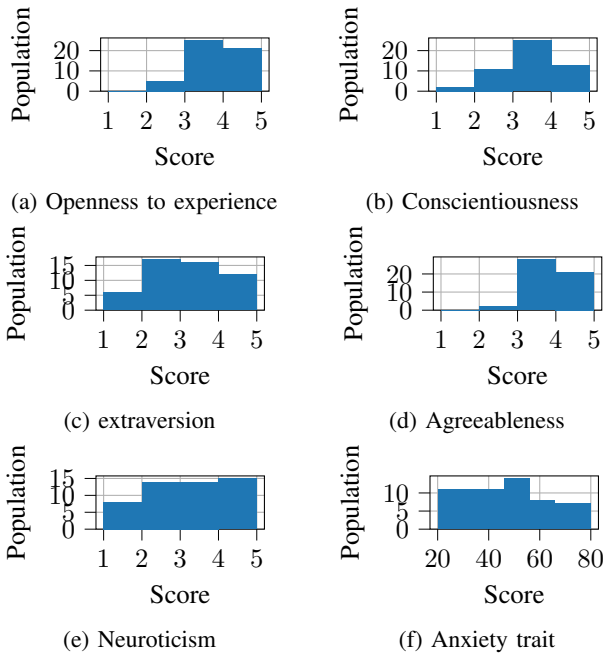 Population
20
10
0
1 2 3 4 5
Score
(a) Openness to experience
Population
20
10
0
1 2 3 4 5
Score
(b) Conscientiousness
Population
15
10
5
0
1 2 3 4 5
Score
(c) extraversion
Population
20
10
0
1 2 3 4 5
Score
(d) Agreeableness
Population
15
10
5
0
1 2 3 4 5
Score
(e) Neuroticism
Population
10
5
0
20 40 60 80
Score
(f) Anxiety trait